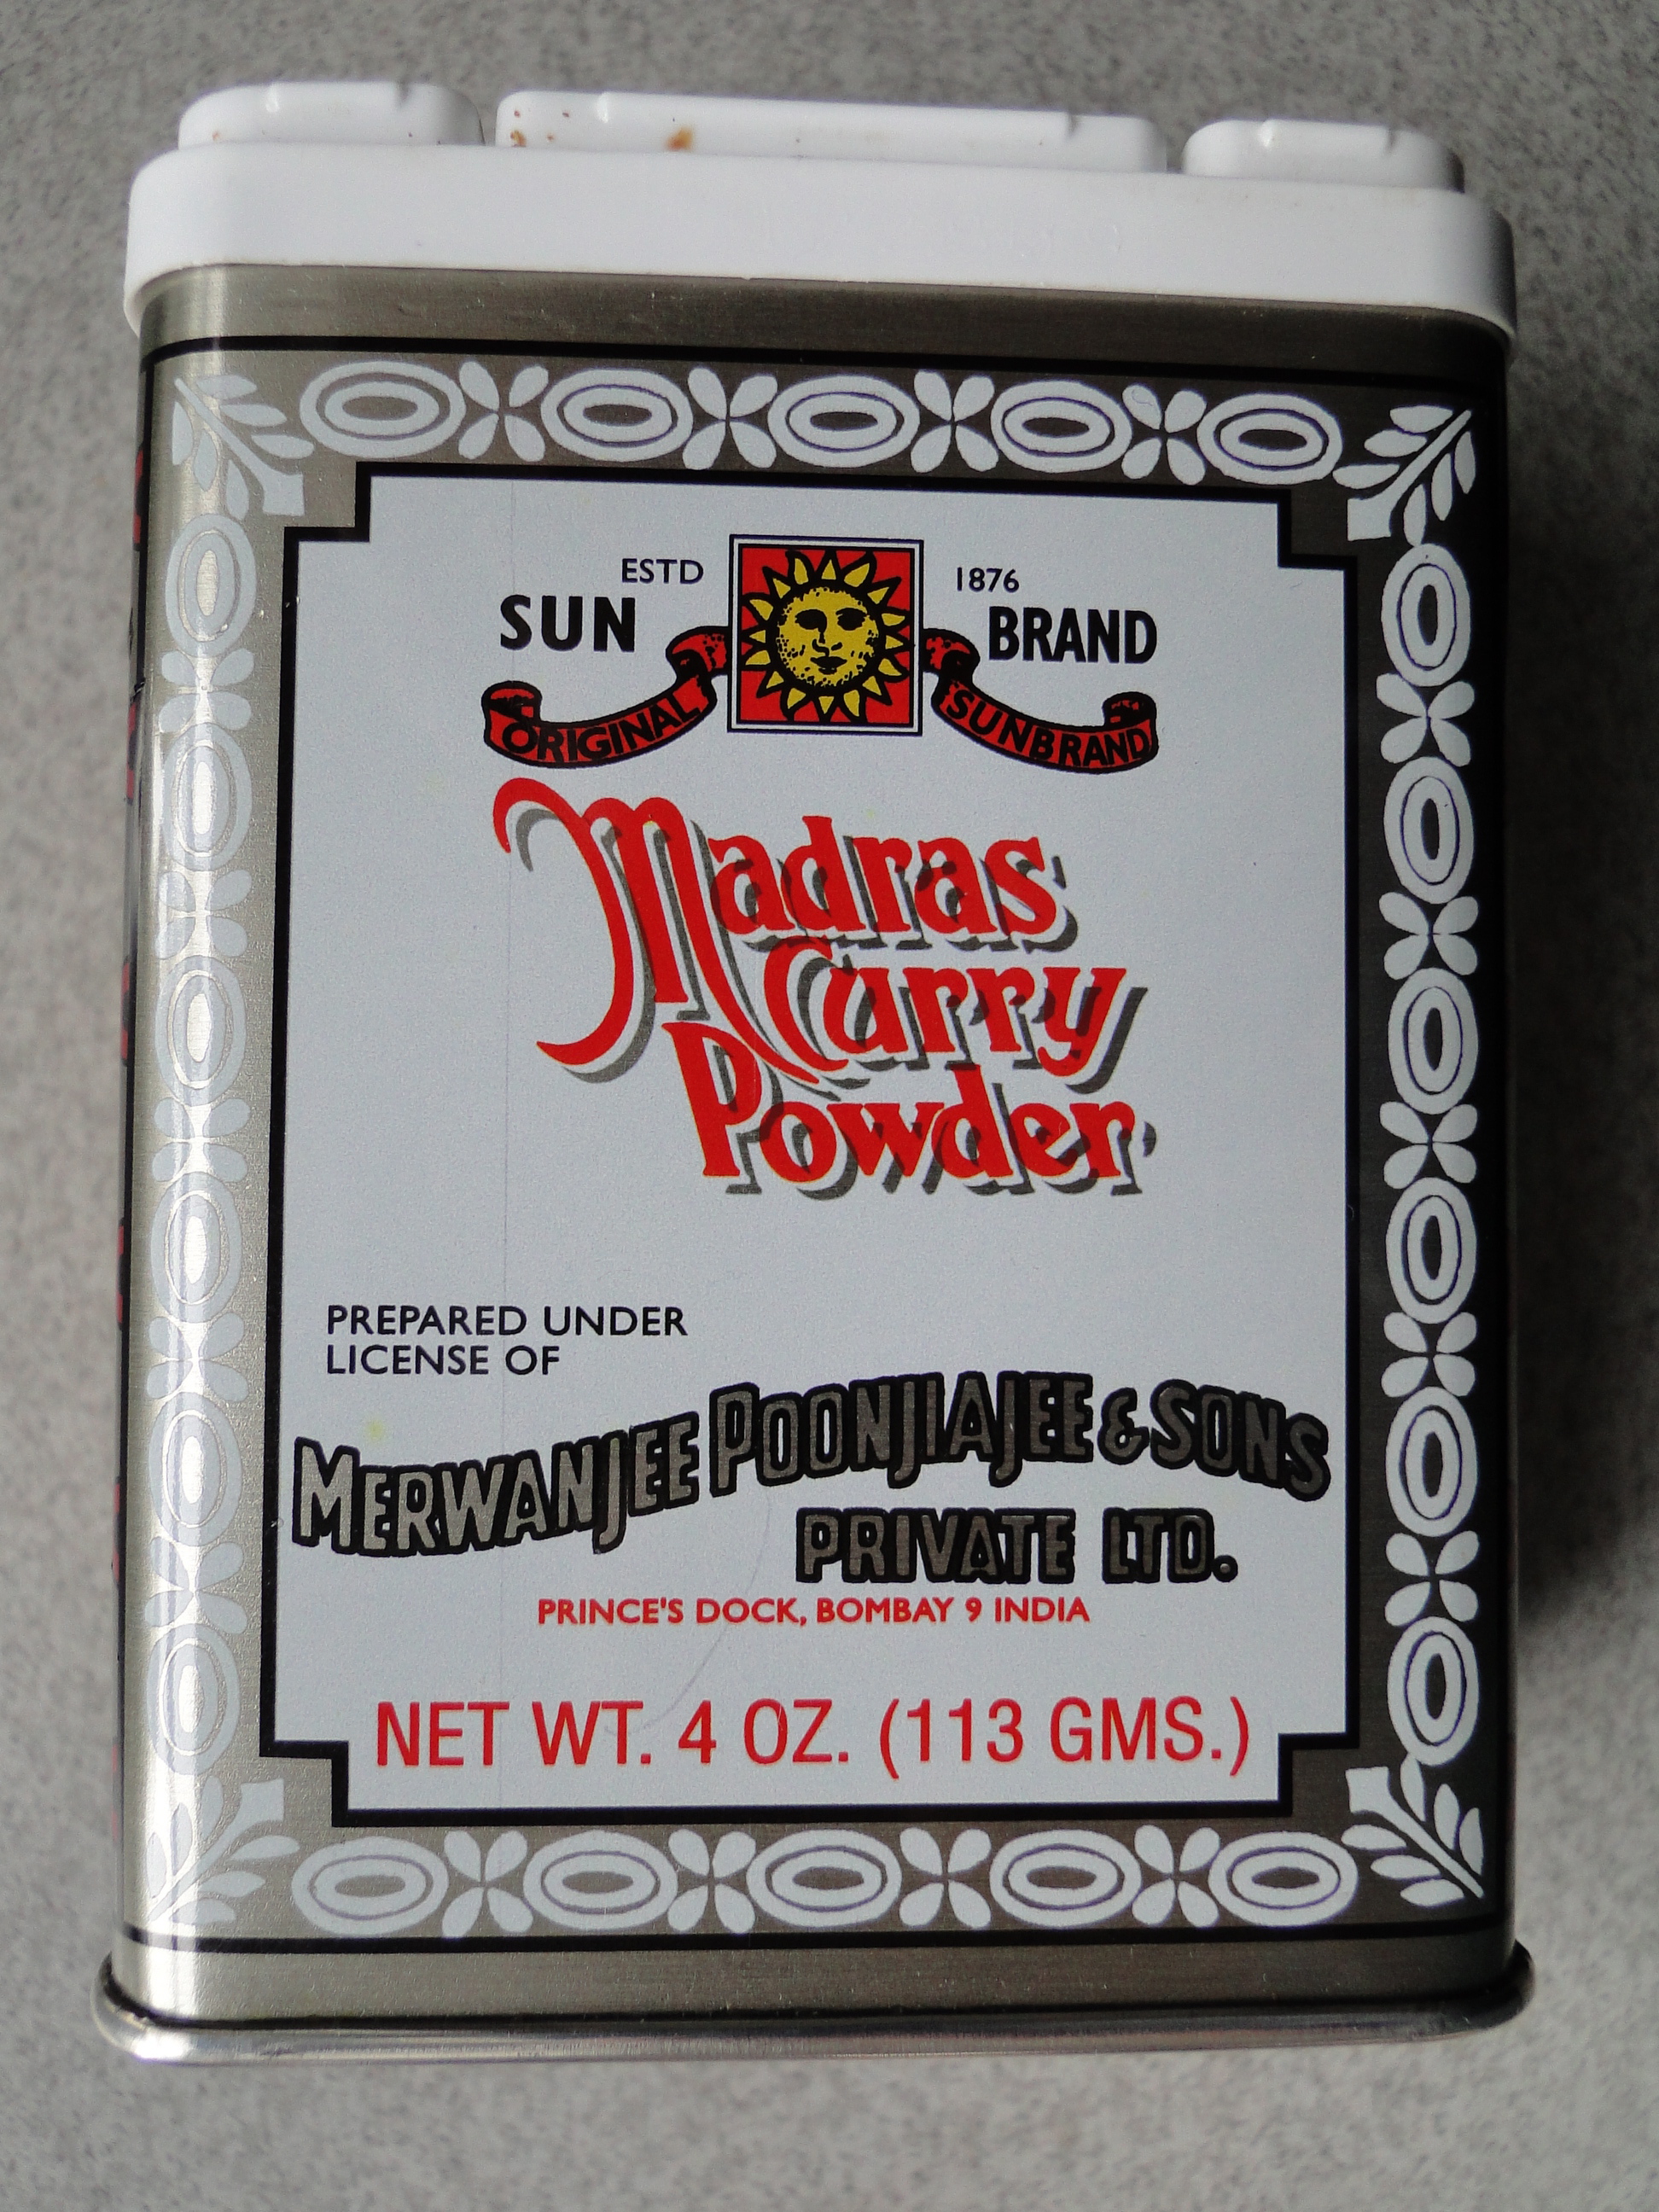 ESTD 1876
SUN BRAND
ORIGINAL SUNBRAND
Madras
Curry
Powder
PREPARED UNDER
LICENSE OF
MERWANJEE POONJIAJEE & SONS
PRIVATE LTD.
PRINCE'S DOCK, BOMBAY 9 INDIA
NET WT. 4 OZ. (113 GMS.)